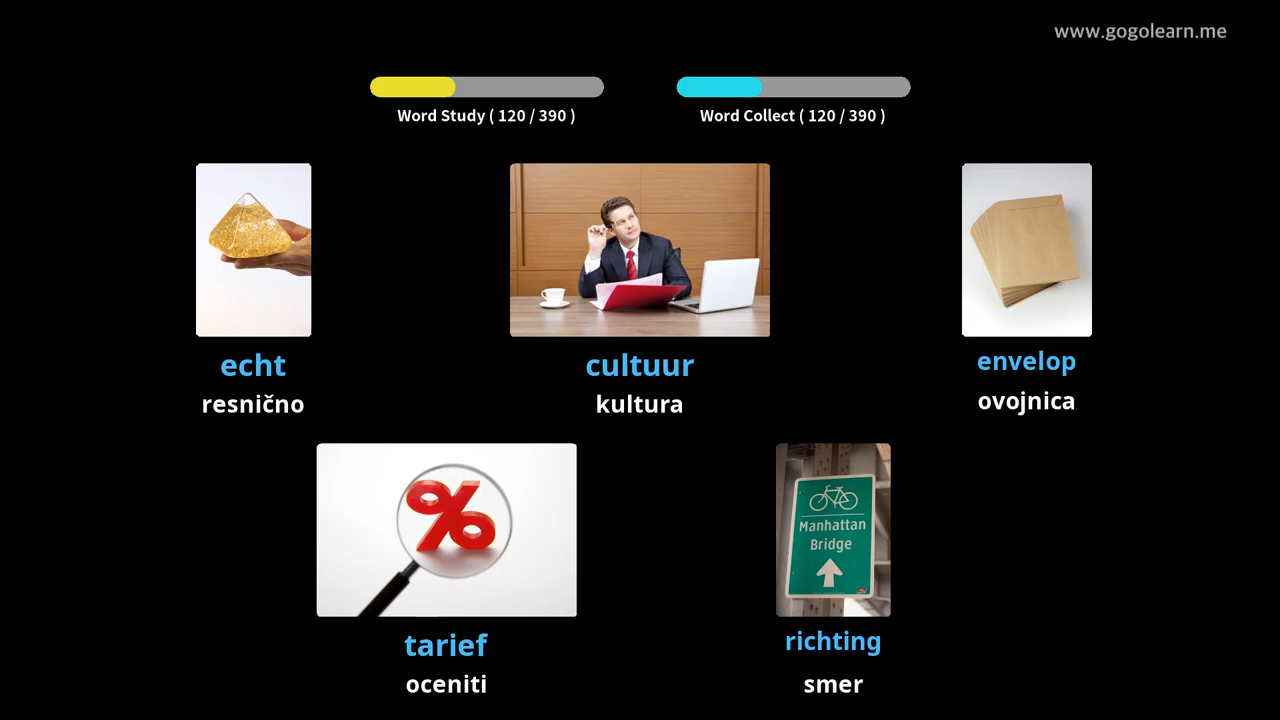 www.gogolearn.me
Word Study ( 120 / 390 )
Word Collect ( 120 / 390 )
echt
resnično
cultuur
kultura
envelop
ovojnica
Manhattan
Bridge
tarief
oceniti
richting
smer